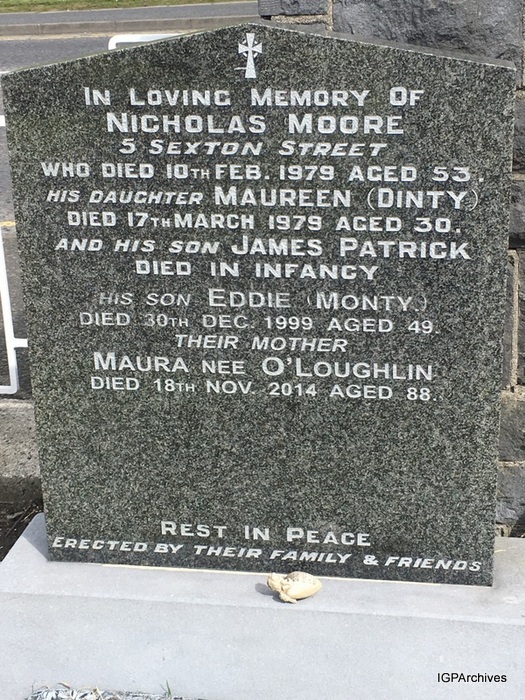 IN LOVING MEMORY OF
NICHOLAS MOORE
5 SEXTON STREET
WHO DIED 10TH FEB. 1979 AGED 53.
HIS DAUGHTER MAUREEN (DINTY)
DIED 17TH MARCH 1979 AGED 30.
AND HIS SON JAMES PATRICK
DIED IN INFANCY
HIS SON EDDIE (MONTY.)
DIED 30TH DEC. 1999 AGED 49.
THEIR MOTHER
MAURA NEE O'LOUGHLIN
DIED 18TH NOV. 2014 AGED 88.
REST IN PEACE
ERECTED BY THEIR FAMILY & FRIENDS
IGPArchives